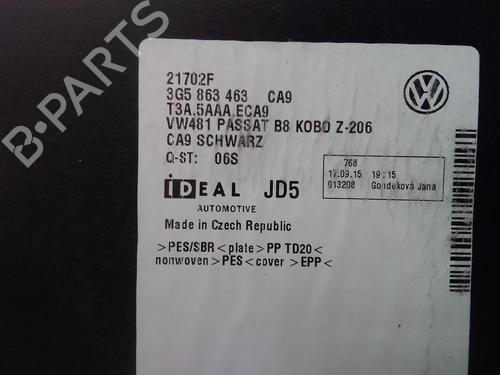 21702F
3G5 863 463 CA9
T3A.5AAA.ECA9
VW481 PASSAT B8 KOBO Z-206
CA9 SCHWARZ
Q-ST: 06S
768
17.09.15 19:15
013208 Gondeková Jana
IDEAL JD5
AUTOMOTIVE
Made in Czech Republic
>PES/SBR<plate>PP TD20<
nonwoven>PES<cover>EPP<
B-PARTS